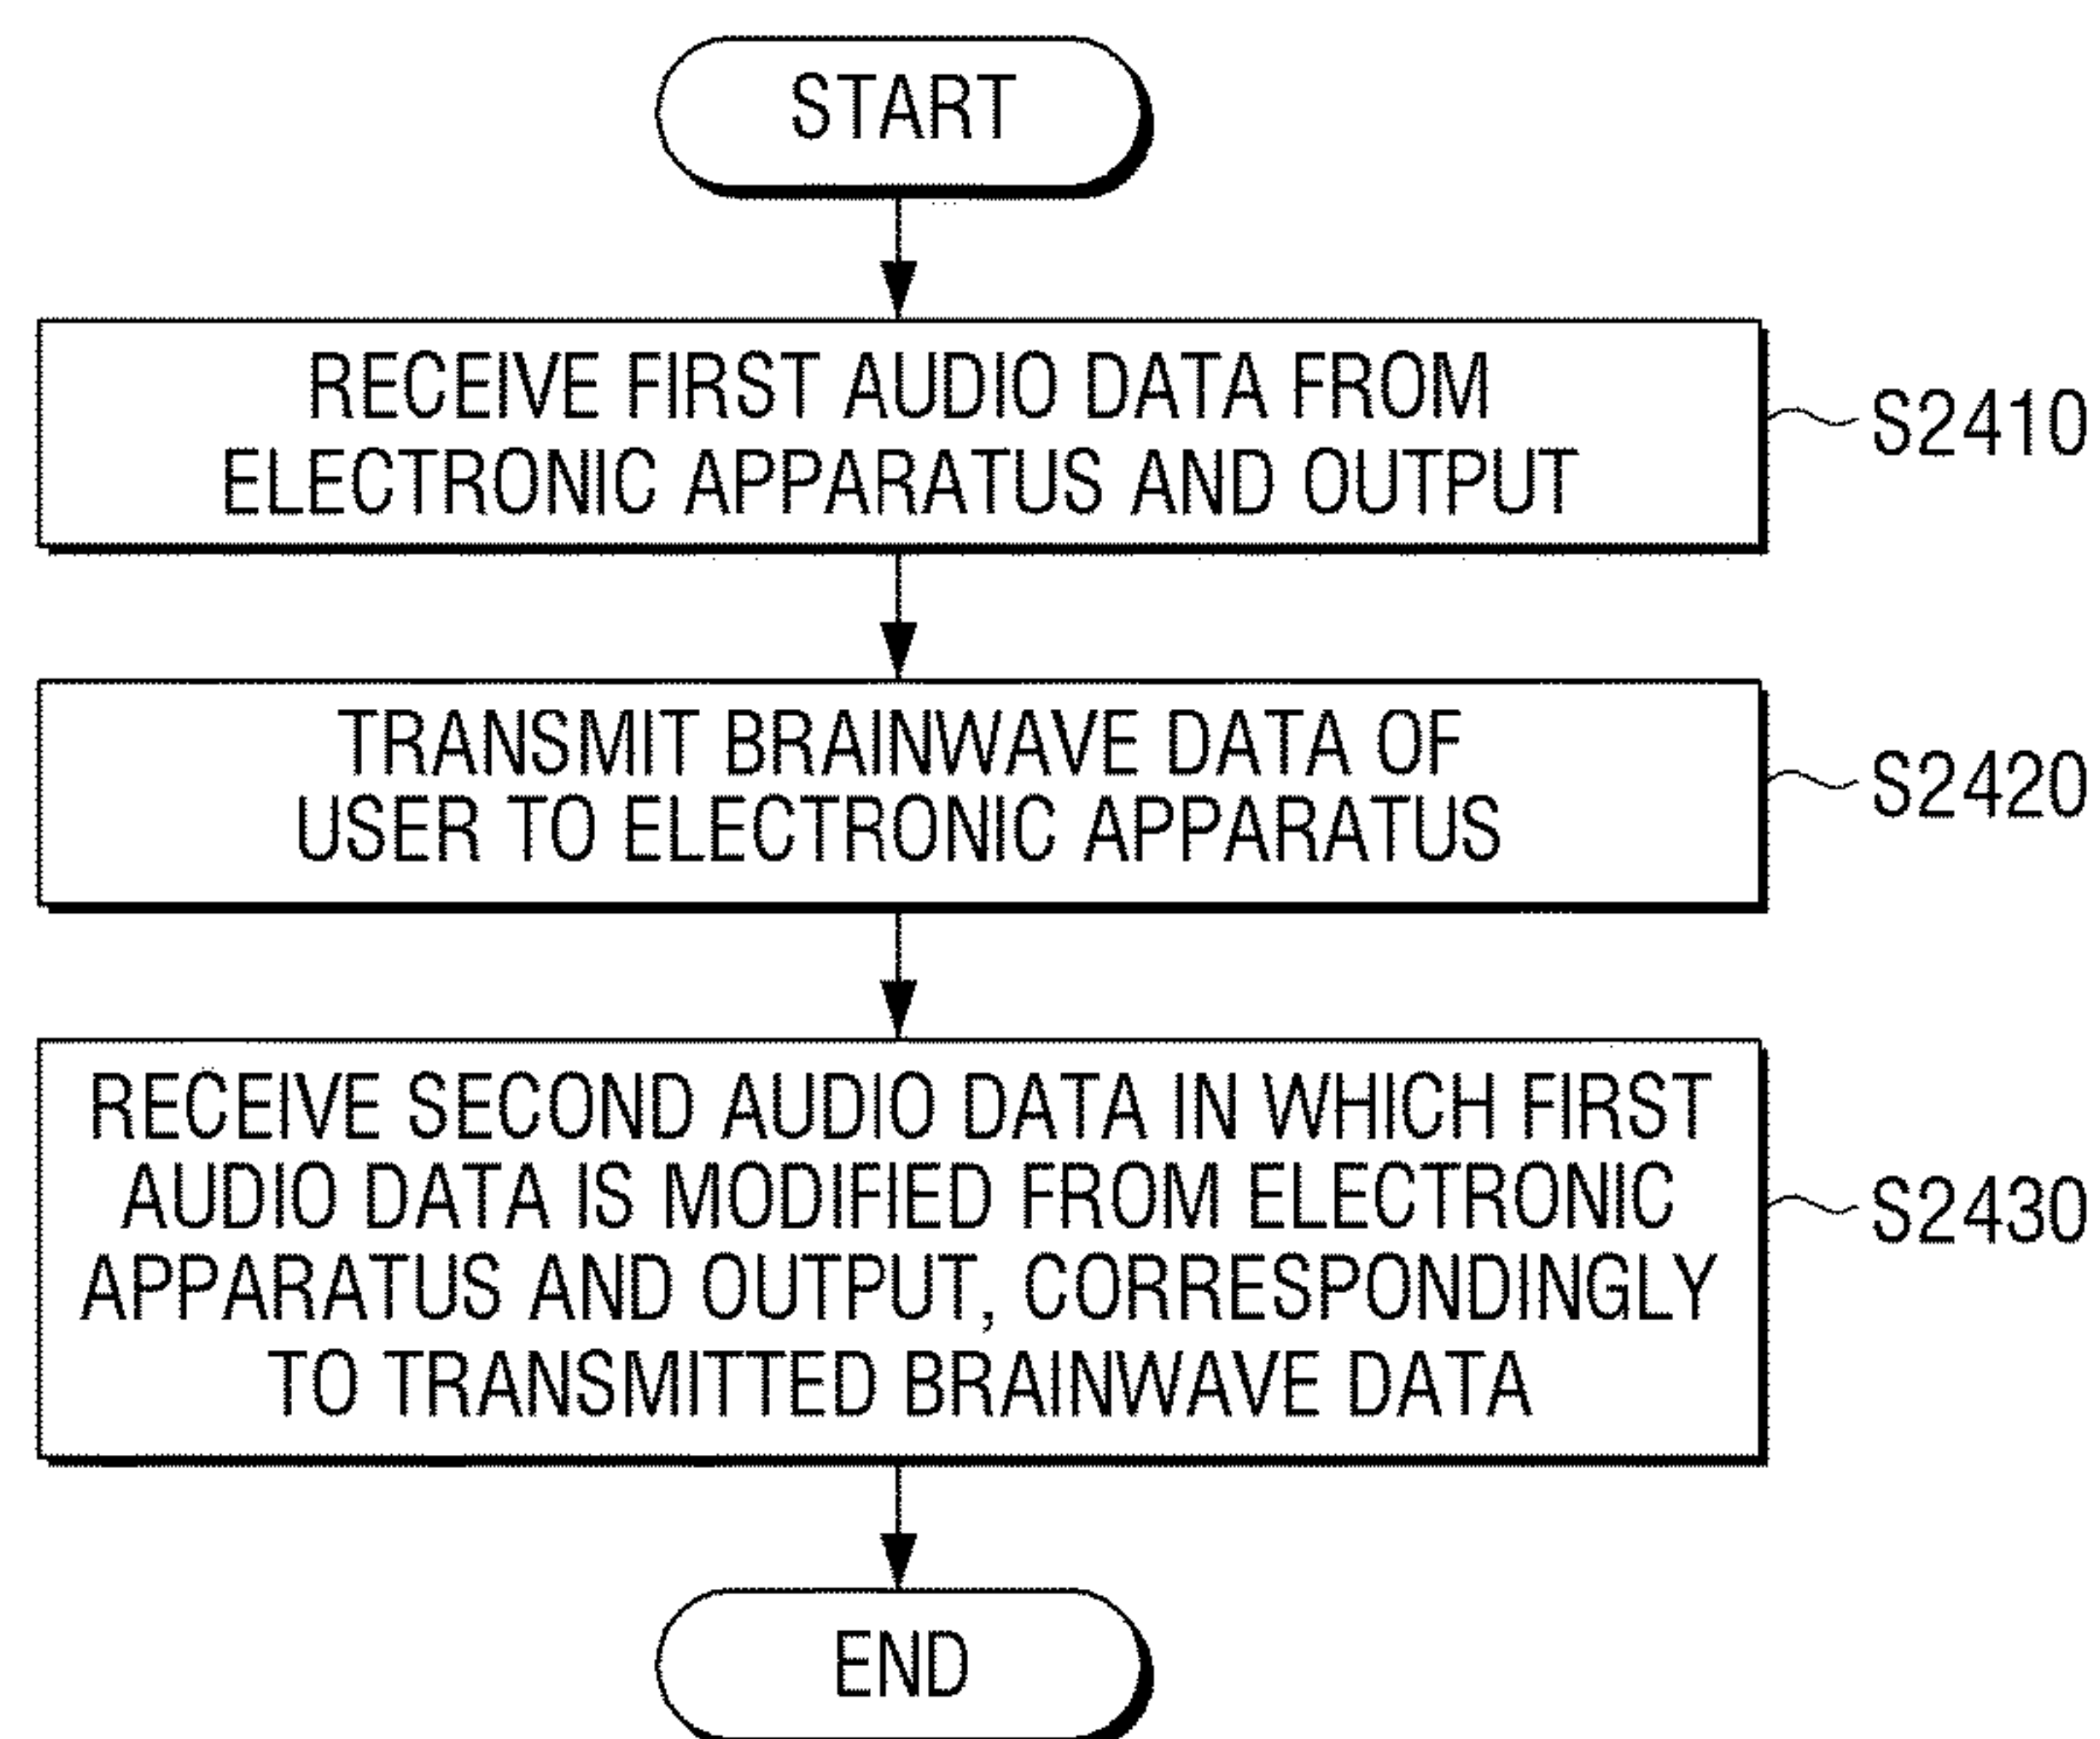 START
RECEIVE FIRST AUDIO DATA FROM
ELECTRONIC APPARATUS AND OUTPUT
S2410
TRANSMIT BRAINWAVE DATA OF
USER TO ELECTRONIC APPARATUS
S2420
RECEIVE SECOND AUDIO DATA IN WHICH FIRST
AUDIO DATA IS MODIFIED FROM ELECTRONIC
APPARATUS AND OUTPUT, CORRESPONDINGLY
TO TRANSMITTED BRAINWAVE DATA
S2430
END